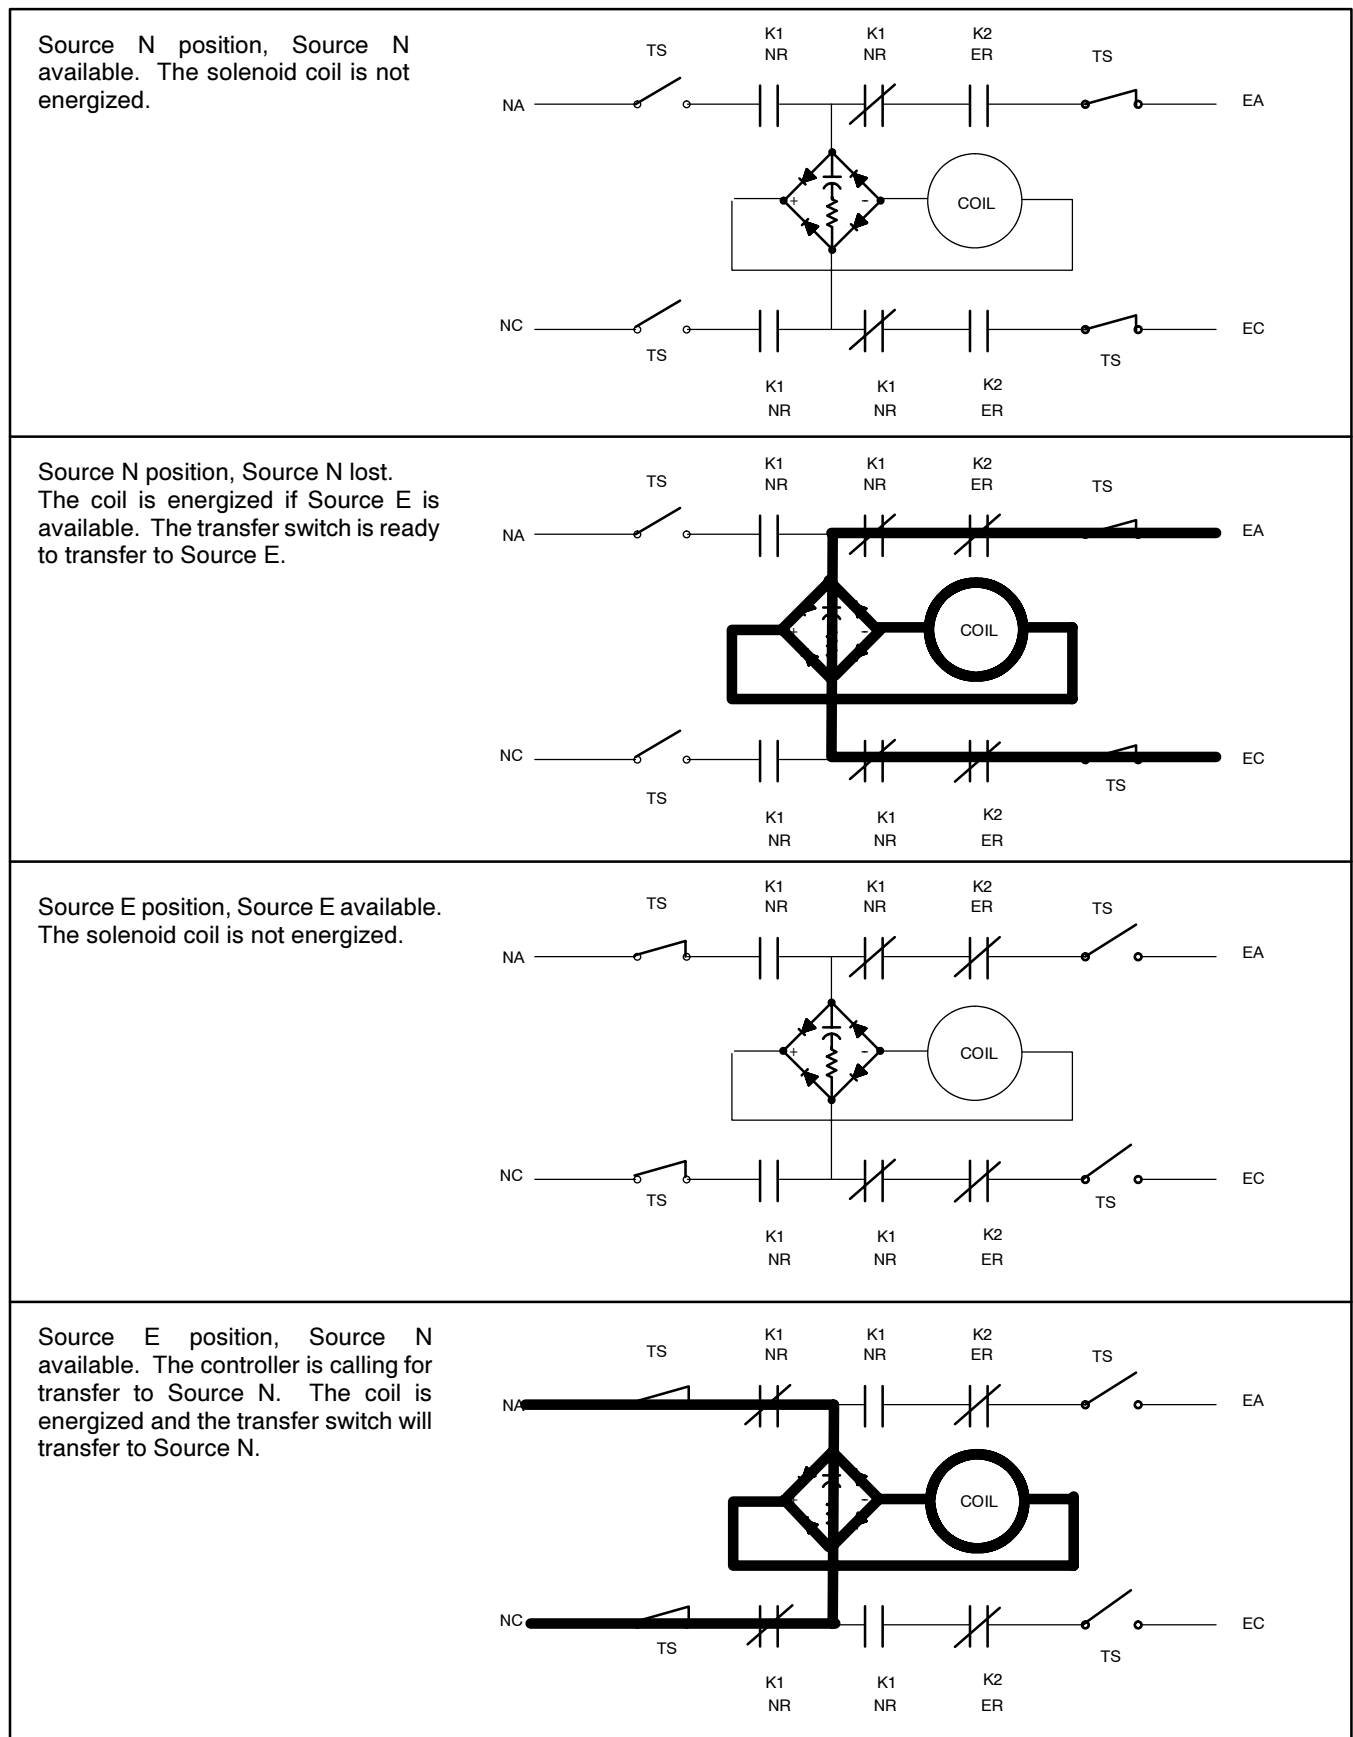 Source N position, Source N
available. The solenoid coil is not
energized.
K1 K1 K2
TS NR NR ER TS
NA EA
+ - COIL
NC EC
TS TS
K1 K1 K2
NR NR ER
Source N position, Source N lost.
The coil is energized if Source E is
available. The transfer switch is ready
to transfer to Source E.
K1 K1 K2
TS NR NR ER TS
NA EA
+ - COIL
NC EC
TS TS
K1 K1 K2
NR NR ER
Source E position, Source E available.
The solenoid coil is not energized.
K1 K1 K2
TS NR NR ER TS
NA EA
+ - COIL
NC EC
TS TS
K1 K1 K2
NR NR ER
Source E position, Source N
available. The controller is calling for
transfer to Source N. The coil is
energized and the transfer switch will
transfer to Source N.
K1 K1 K2
TS NR NR ER TS
NA EA
- COIL
NC EC
TS TS
K1 K1 K2
NR NR ER